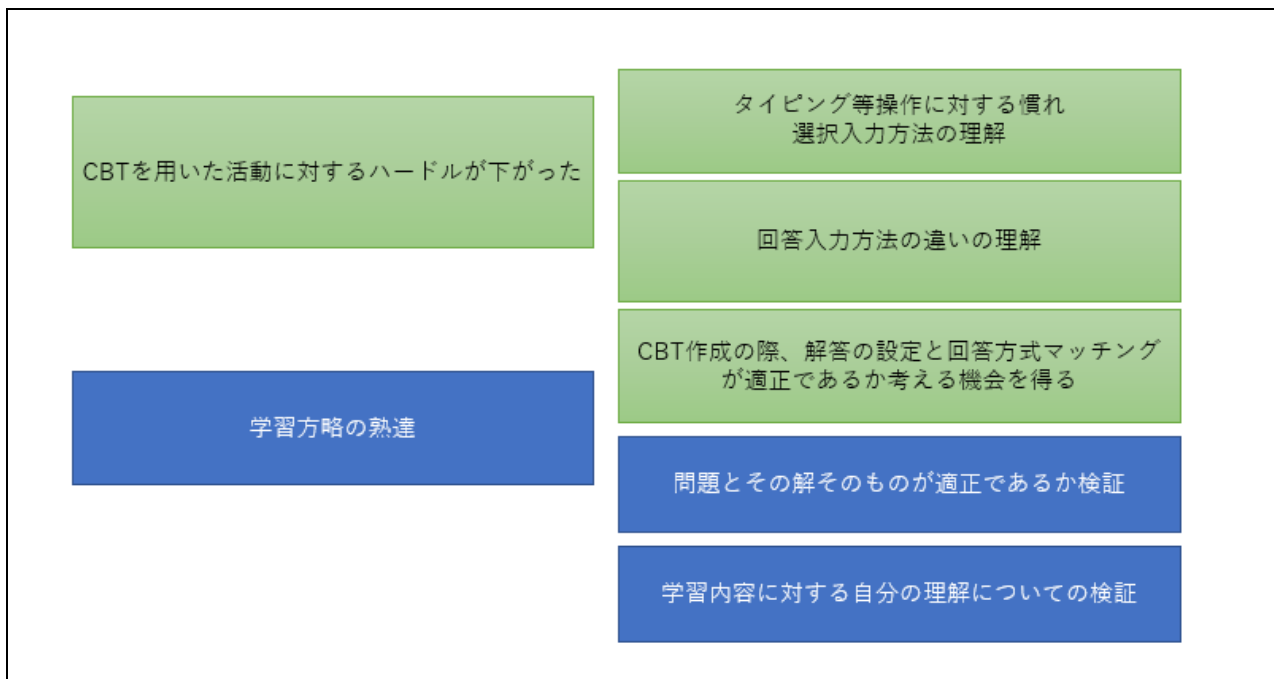 CBTを用いた活動に対するハードルが下がった
タイピング等操作に対する慣れ
選択入力方法の理解
回答入力方法の違いの理解
CBT作成の際、解答の設定と回答方式マッチング
が適正であるか考える機会を得る
学習方略の熟達
問題とその解そのものが適正であるか検証
学習内容に対する自分の理解についての検証